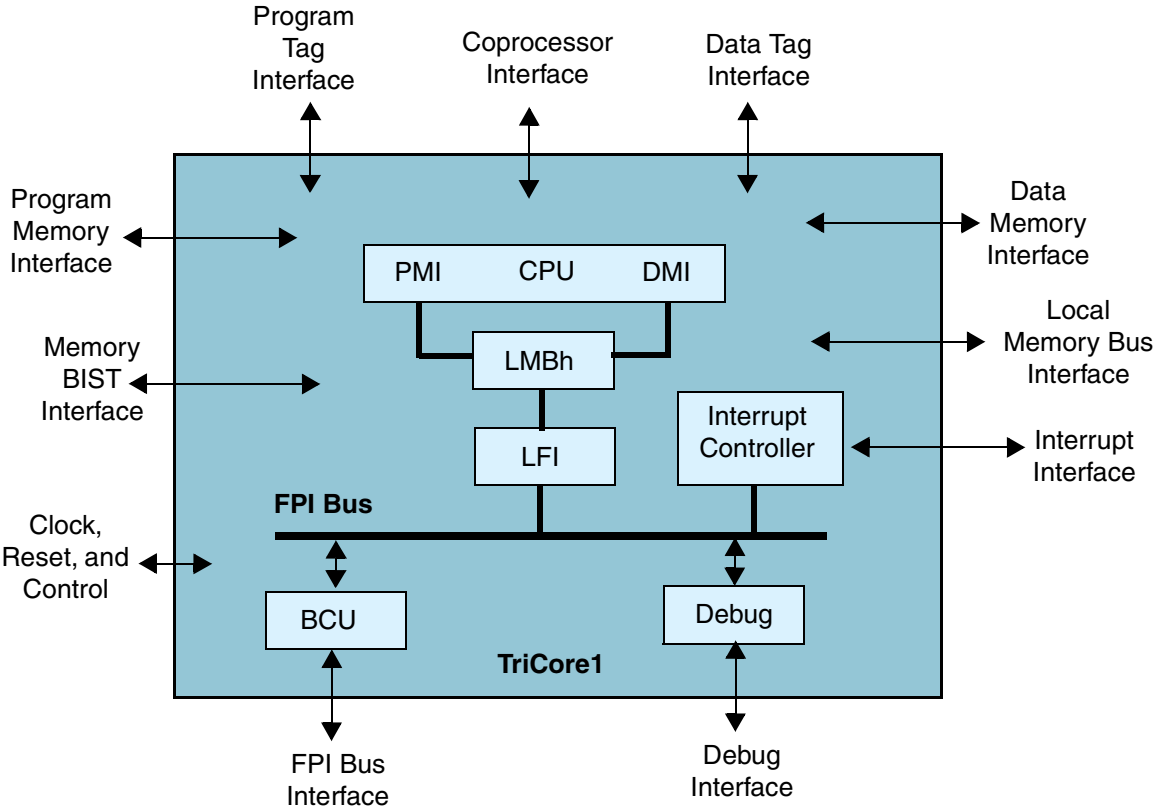 Program
Tag
Interface
Coprocessor
Interface
Data Tag
Interface
Program
Memory
Interface
Data
Memory
Interface
PMI CPU DMI
Local
Memory Bus
Interface
Memory
BIST
Interface
LMBh
Interrupt
Controller
LFI
Interrupt
Interface
FPI Bus
Clock,
Reset, and
Control
BCU
Debug
TriCore1
FPI Bus
Interface
Debug
Interface